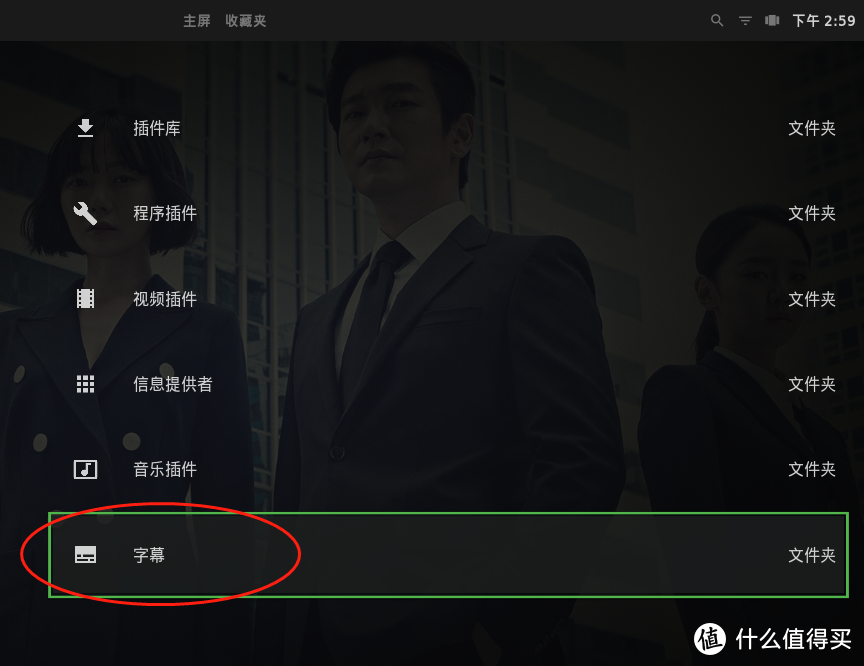 主屏 收藏夹 下午 2:59
插件库 文件夹
程序插件 文件夹
视频插件 文件夹
信息提供者 文件夹
音乐插件 文件夹
字幕 文件夹
值 什么值得买